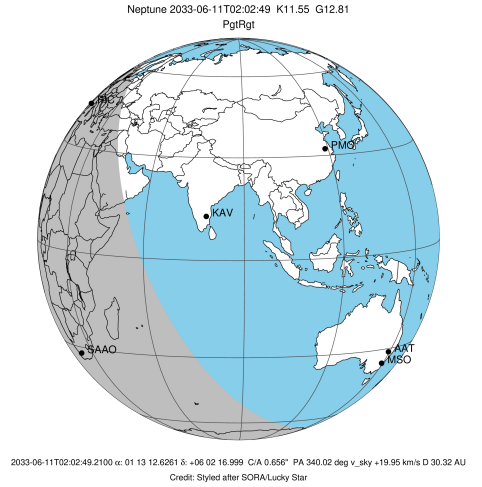 Neptune 2033-06-11T02:02:49 K11.55 G12.81
PgtRgt
PMO
KAV
SAAO
AAT
MSO
2033-06-11T02:02:49.2100 α: 01 13 12.6261 δ: +06 02 16.999 C/A 0.656" PA 340.02 deg v_sky +19.95 km/s D 30.32 AU
Credit: Styled after SORA/Lucky Star